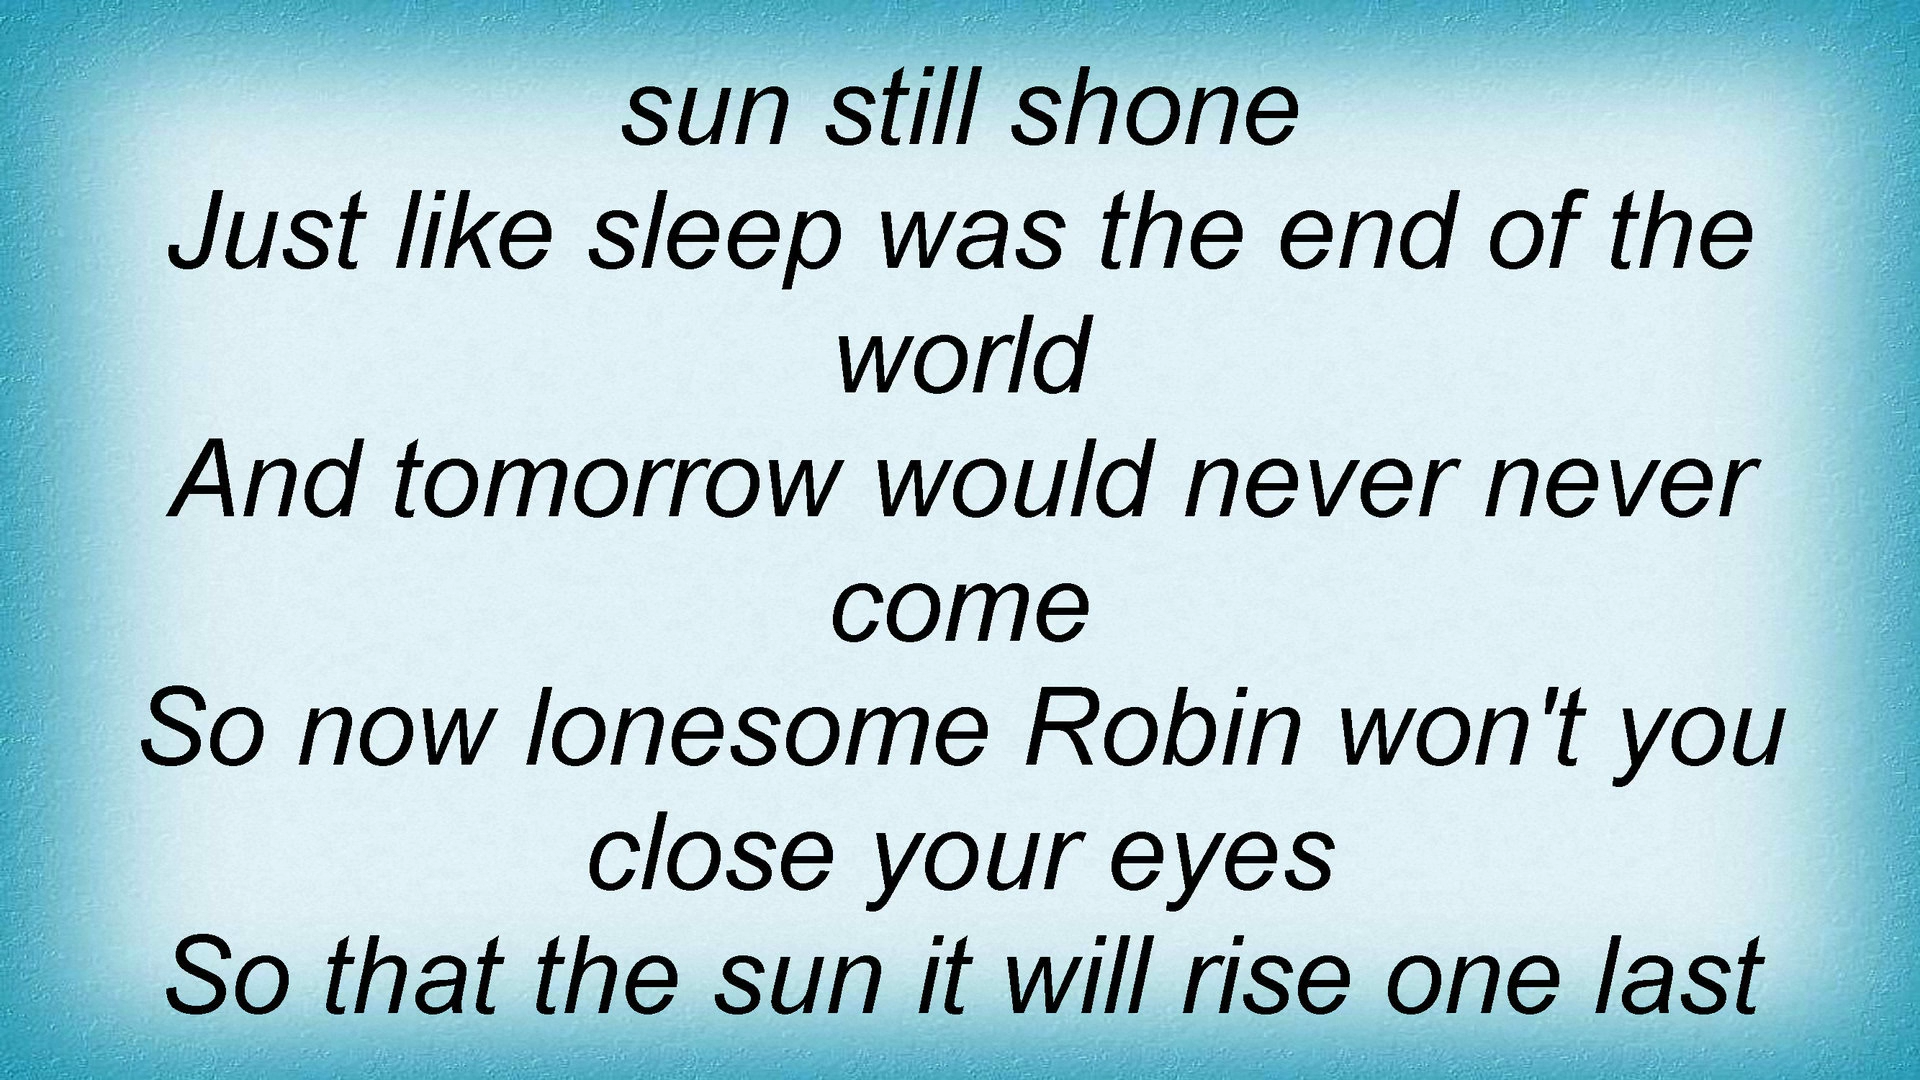 sun still shone
Just like sleep was the end of the
world
And tomorrow would never never
come
So now lonesome Robin won't you
close your eyes
So that the sun it will rise one last